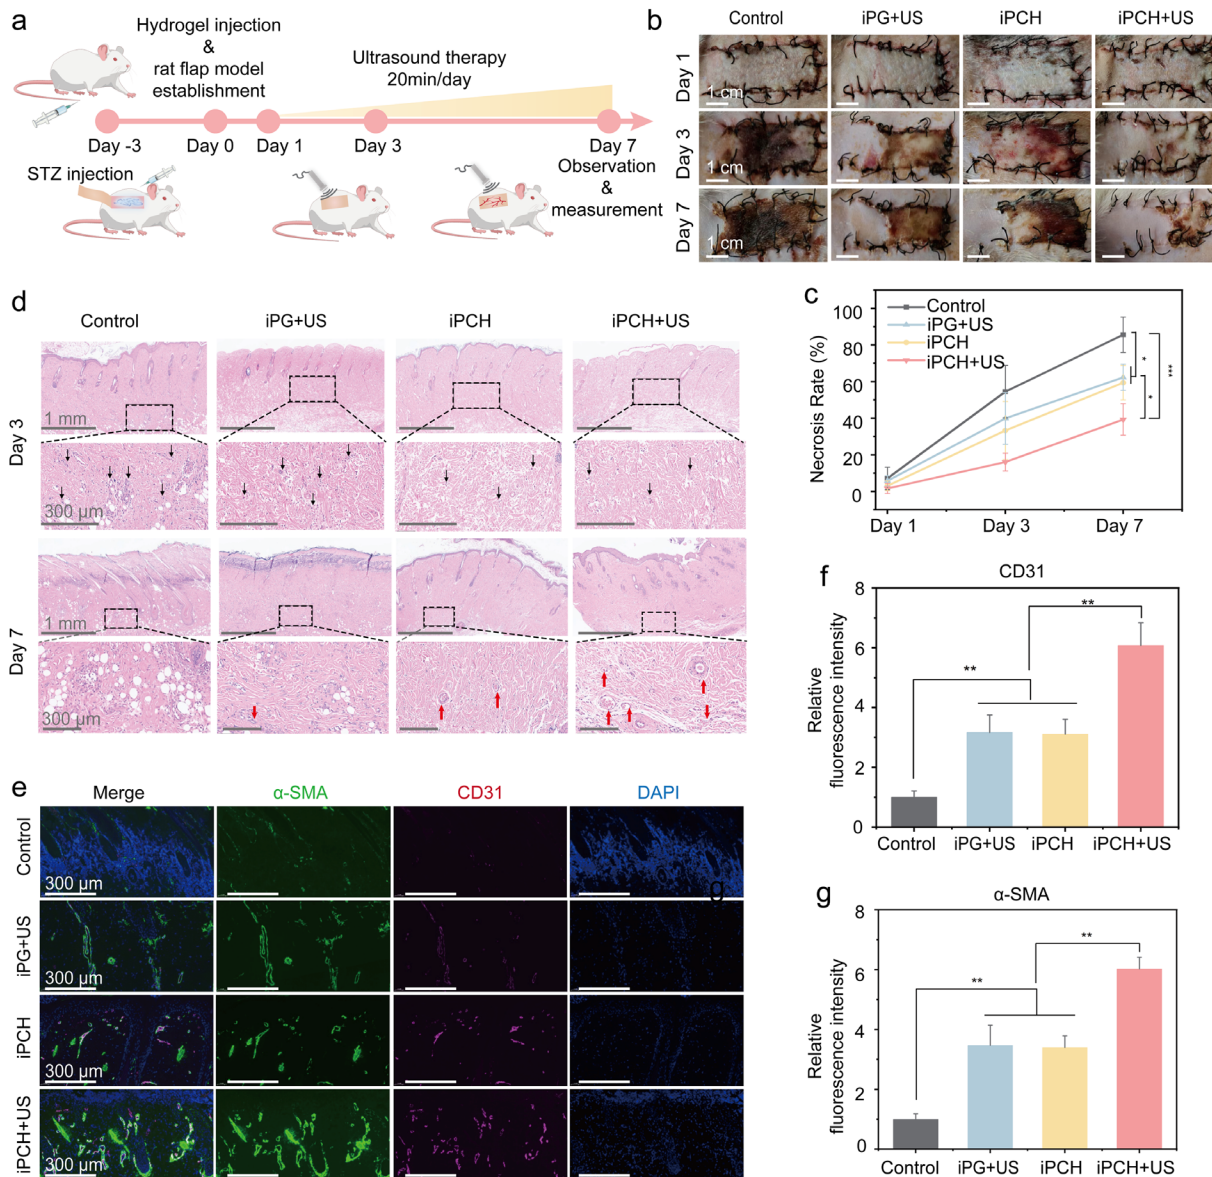 a
Hydrogel injection
&
rat flap model
establishment
Ultrasound therapy
20min/day
Day -3
Day 0
Day 1
Day 3
Day 7
STZ injection
Observation
&
measurement
b
Control
iPG+US
iPCH
iPCH+US
Day 1
1 cm
Day 3
1 cm
Day 7
1 cm
c
Necrosis Rate (%)
100
80
60
40
20
0
Control
iPG+US
iPCH
iPCH+US
*
*
***
Day 1
Day 3
Day 7
d
Control
iPG+US
iPCH
iPCH+US
Day 3
1 mm
300 μm
Day 7
1 mm
300 μm
e
Merge
α-SMA
CD31
DAPI
Control
300 μm
g
iPG+US
300 μm
iPCH
300 μm
iPCH+US
300 μm
f
CD31
Relative
fluorescence intensity
8
6
4
2
0
**
**
Control
iPG+US
iPCH
iPCH+US
g
α-SMA
Relative
fluorescence intensity
8
6
4
2
0
**
**
Control
iPG+US
iPCH
iPCH+US